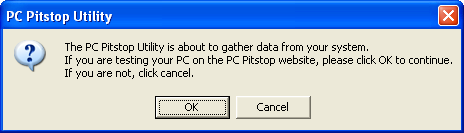 PC Pitstop Utility
The PC Pitstop Utility is about to gather data from your system.
If you are testing your PC on the PC Pitstop website, please click OK to continue.
If you are not, click cancel.
OK
Cancel